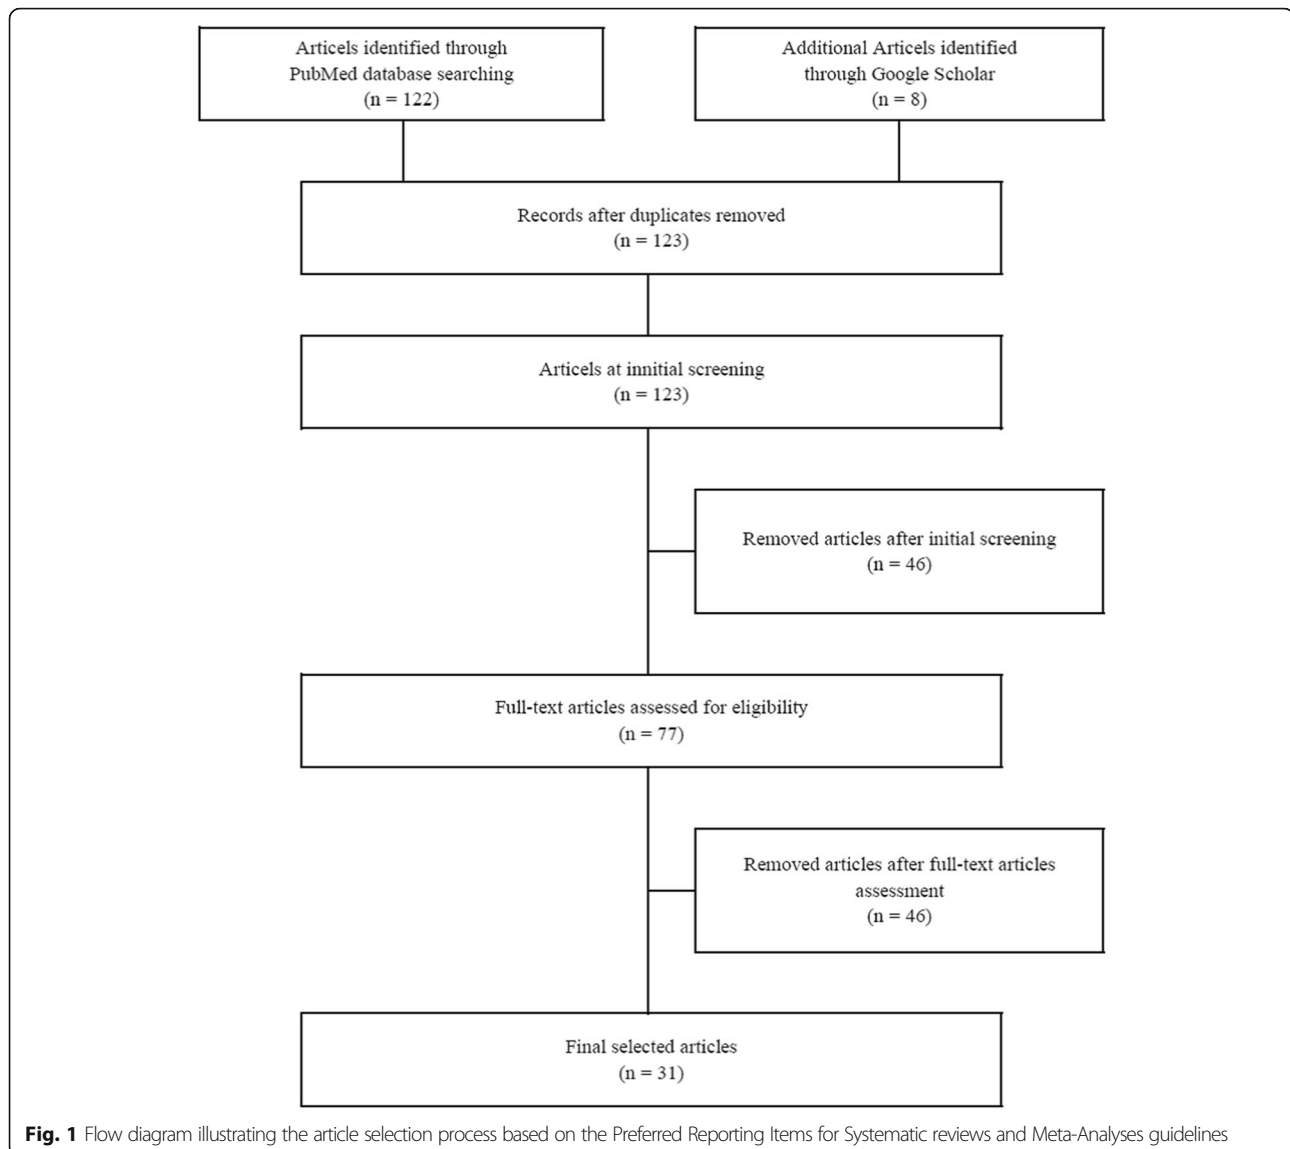 Articels identified through
PubMed database searching
(n = 122)
Additional Articels identified
through Google Scholar
(n = 8)
Records after duplicates removed
(n = 123)
Articels at innitial screening
(n = 123)
Removed articles after initial screening
(n = 46)
Full-text articles assessed for eligibility
(n = 77)
Removed articles after full-text articles
assessment
(n = 46)
Final selected articles
(n = 31)
Fig. 1 Flow diagram illustrating the article selection process based on the Preferred Reporting Items for Systematic reviews and Meta-Analyses guidelines